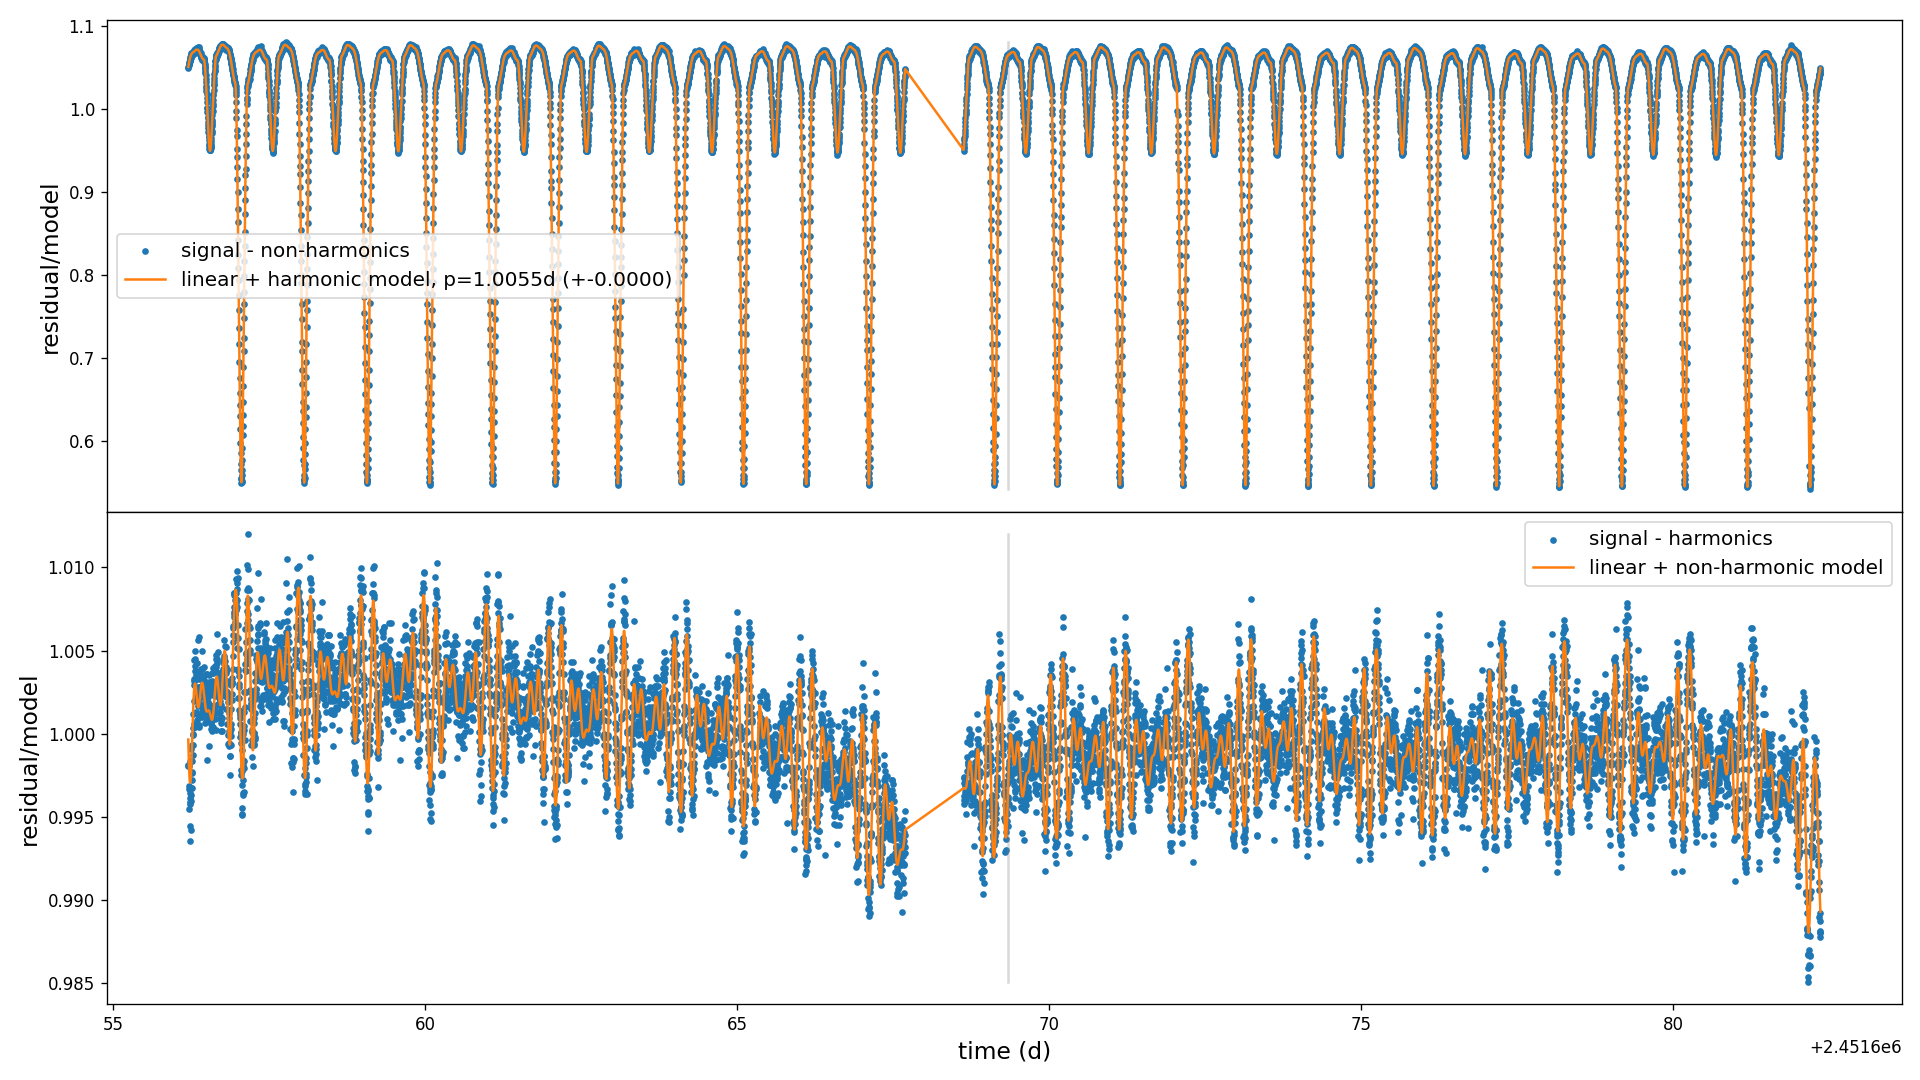 1.1
1.0
0.9
0.8
0.7
0.6
residual/model
signal - non-harmonics
linear + harmonic model, p=1.0055d (+-0.0000)
1.010
1.005
1.000
0.995
0.990
0.985
residual/model
signal - harmonics
linear + non-harmonic model
55 60 65 70 75 80
time (d)
+2.4516e6